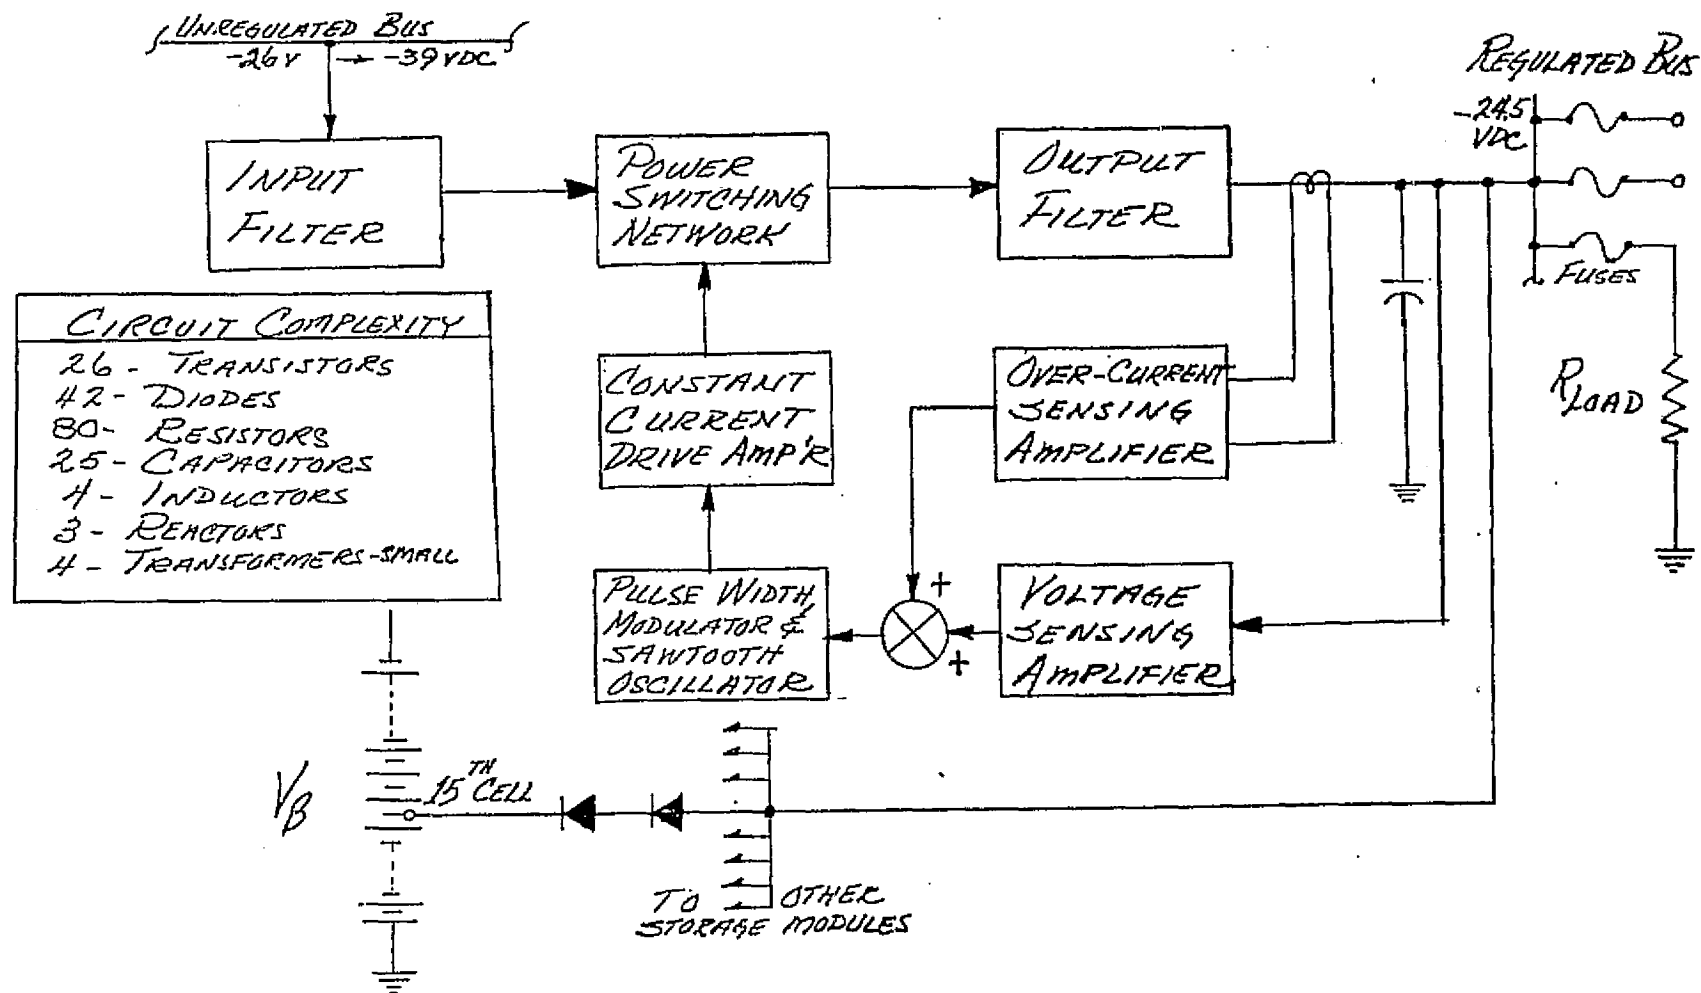 UNREGULATED BUS
-26V → -39VDC
INPUT
FILTER
POWER
SWITCHING
NETWORK
OUTPUT
FILTER
REGULATED BUS
-24.5
VDC
FUSES
RLOAD
CIRCUIT COMPLEXITY
26 - TRANSISTORS
42 - DIODES
80 - RESISTORS
25 - CAPACITORS
4 - INDUCTORS
3 - REACTORS
4 - TRANSFORMERS-SMALL
CONSTANT
CURRENT
DRIVE AMP'R
OVER-CURRENT
SENSING
AMPLIFIER
PULSE WIDTH
MODULATOR &
SAWTOOTH
OSCILLATOR
+
+
VOLTAGE
SENSING
AMPLIFIER
VB
15TH CELL
TO OTHER
STORAGE MODULES